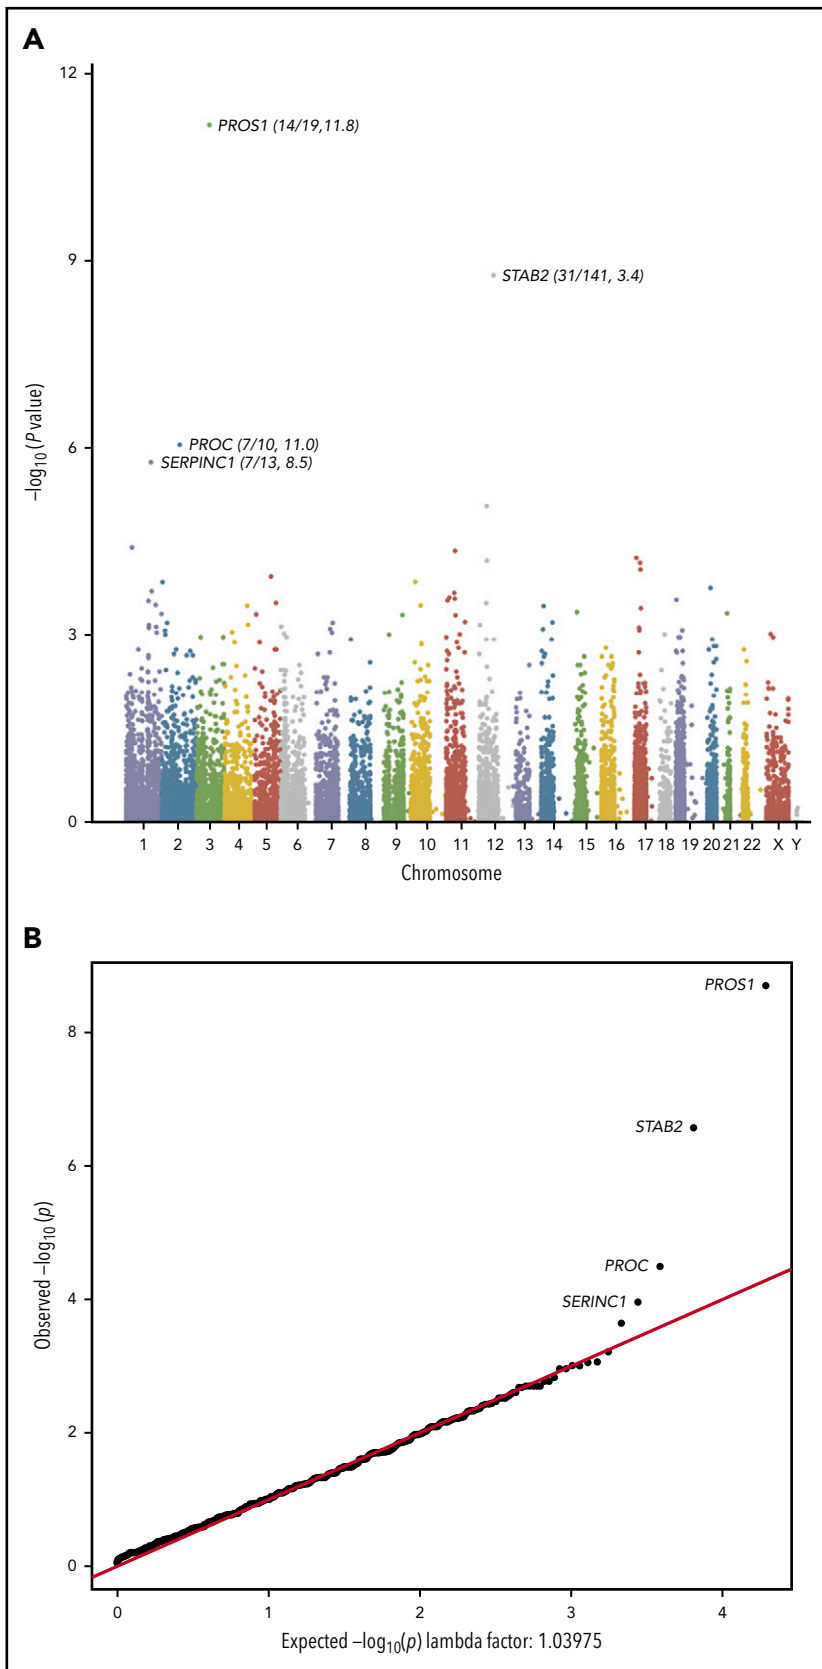 A
12
9
6
3
0
–log10 (P value)
PROS1 (14/19,11.8)
STAB2 (31/141, 3.4)
PROC (7/10, 11.0)
SERPINC1 (7/13, 8.5)
1 2 3 4 5 6 7 8 9 10 11 12 13 14 15 16 17 18 19 20 21 22 X Y
Chromosome
B
8
6
4
2
0
Observed –log10 (p)
PROS1
STAB2
PROC
SERINC1
0 1 2 3 4
Expected –log10(p) lambda factor: 1.03975